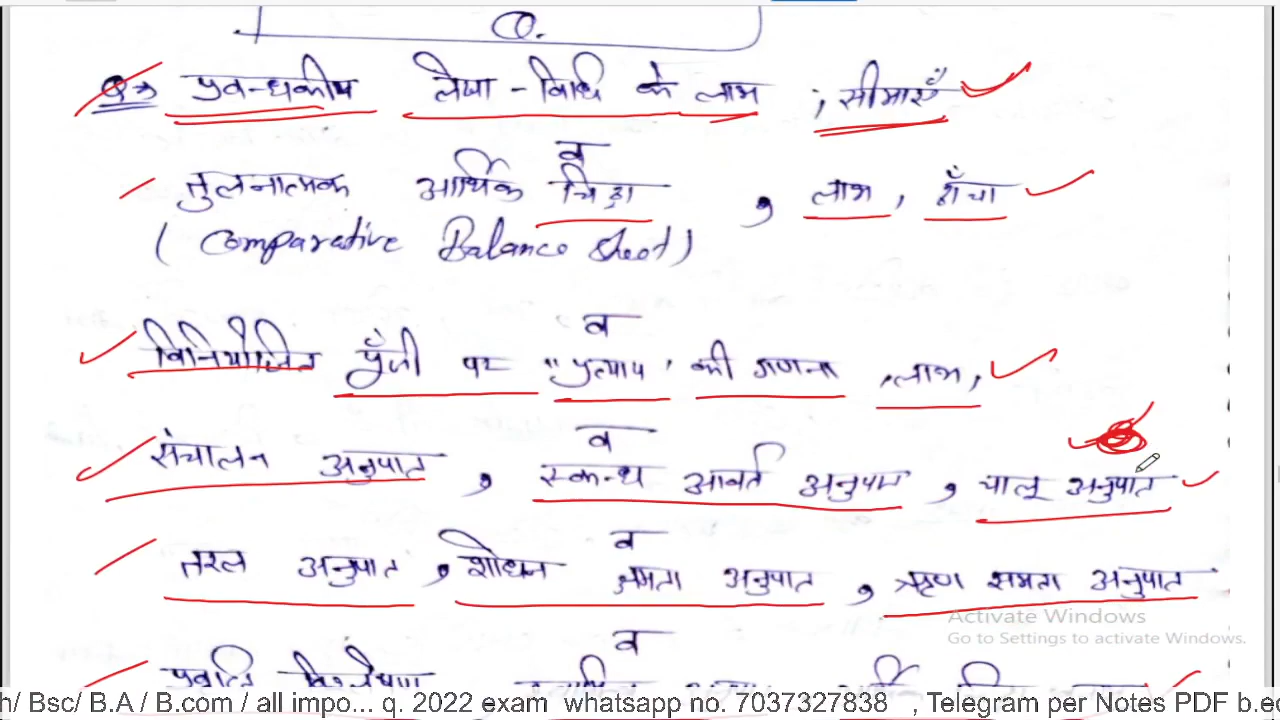 Q.
Q→ प्रबन्धकीय लेखा - विधि के लाभ , सीमाएँ
व
तुलनात्मक आर्थिक चिट्ठा , लाभ , ढाँचा
( Comparative Balance Sheet )
व
विनियोजित पूँजी पर "प्रत्याय" की गणना , लाभ ,
व
संचालन अनुपात , स्कन्ध आवर्त अनुपात , चालू अनुपात
व
तरल अनुपात , शोधन क्षमता अनुपात , ऋण क्षमता अनुपात
Activate Windows
Go to Settings to activate Windows.
व
प्रवृत्ति विश्लेषण
h/ Bsc/ B.A / B.com / all impo... q. 2022 exam whatsapp no. 7037327838 , Telegram per Notes PDF b.ed